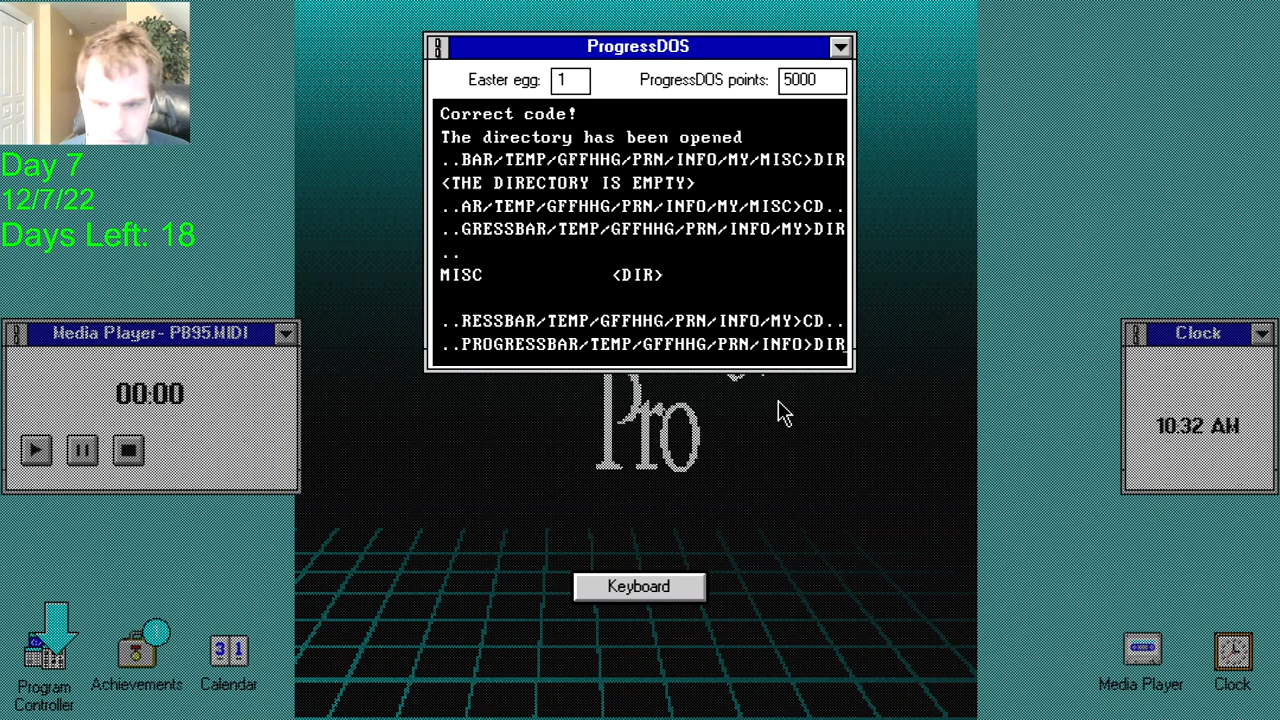 Day 7
12/7/22
Days Left: 18
ProgressDOS
Easter egg: 1
ProgressDOS points: 5000
Correct code!
The directory has been opened
..BAR/TEMP/GFFHHG/PRN/INFO/MY/MISC>DIR
<THE DIRECTORY IS EMPTY>
..AR/TEMP/GFFHHG/PRN/INFO/MY/MISC>CD..
..GRESSBAR/TEMP/GFFHHG/PRN/INFO/MY>DIR
..
MISC <DIR>
..RESSBAR/TEMP/GFFHHG/PRN/INFO/MY>CD..
..PROGRESSBAR/TEMP/GFFHHG/PRN/INFO>DIR_
Media Player- PB95.MIDI
00:00
Clock
10:32 AM
Pro
Keyboard
Program
Controller
1
Achievements
31
Calendar
Media Player
Clock